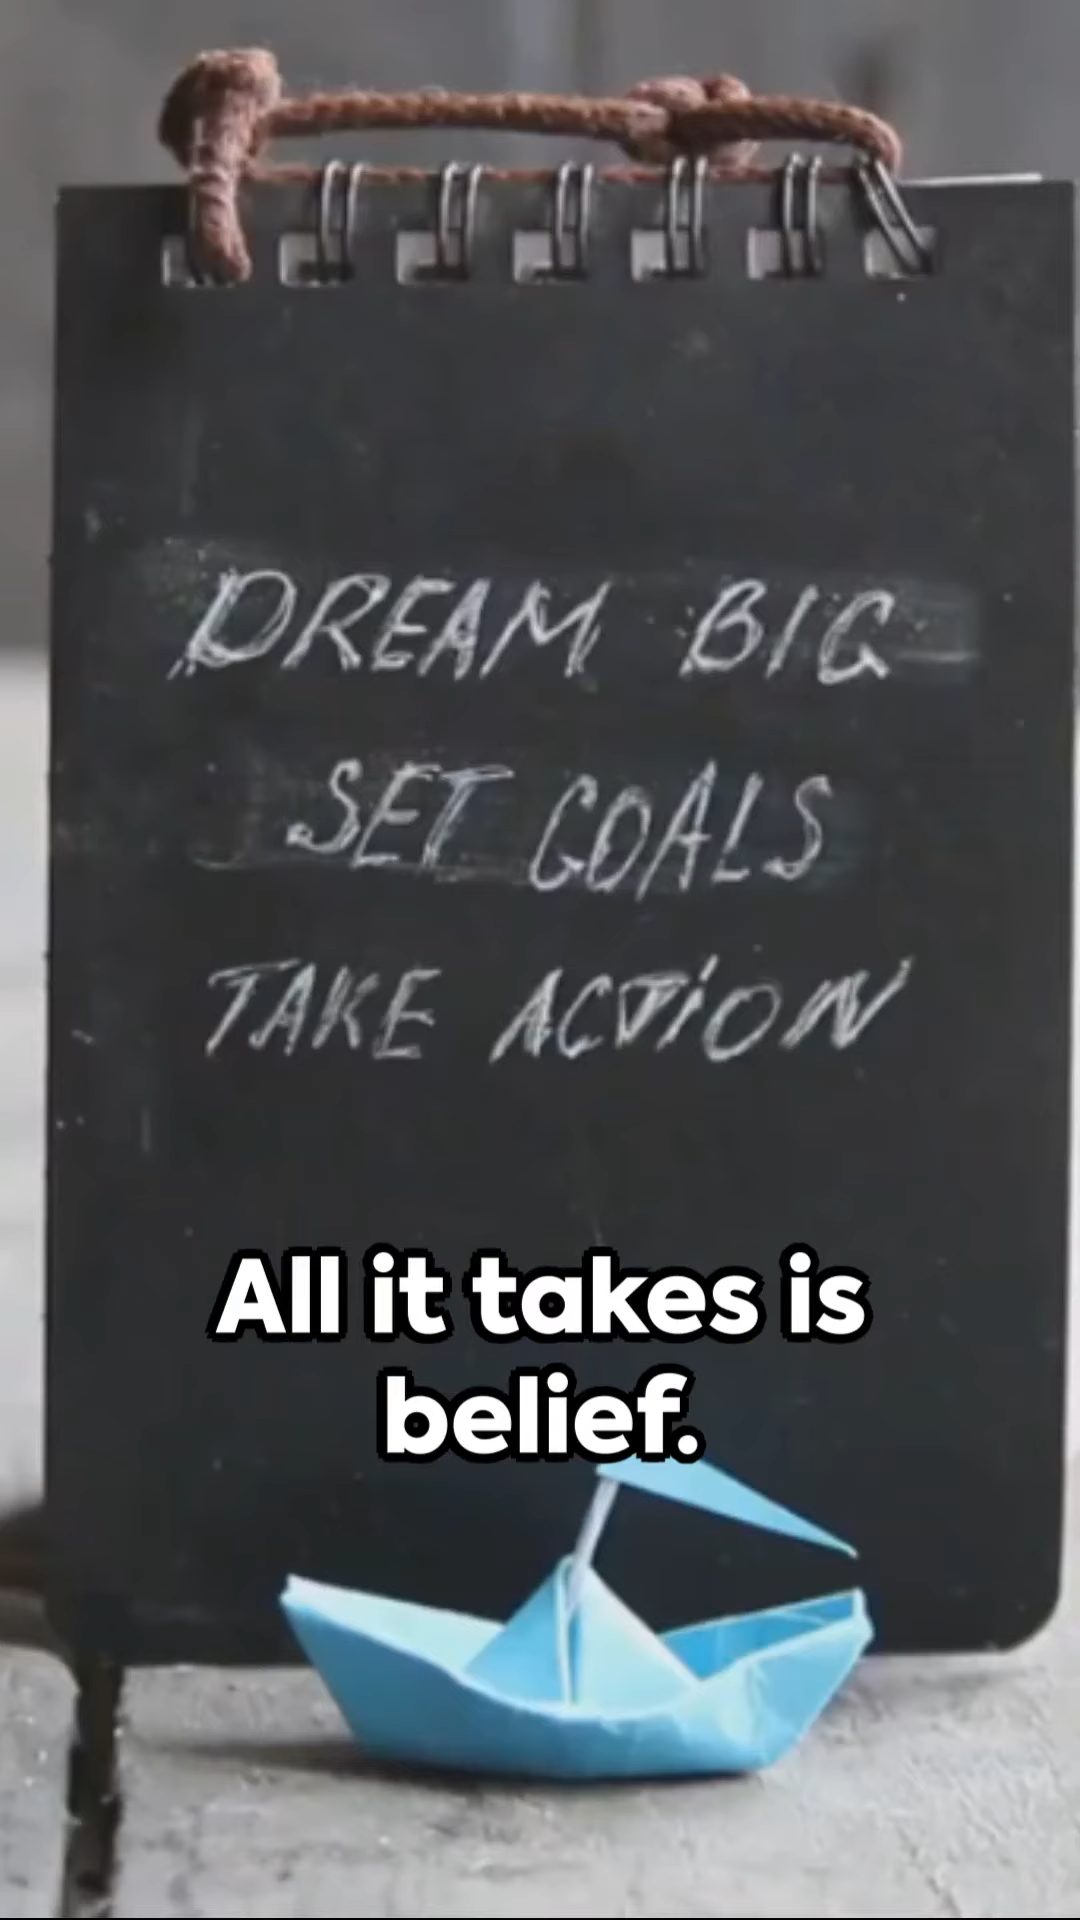 DREAM BIG
SET GOALS
TAKE ACTION
All it takes is
belief.